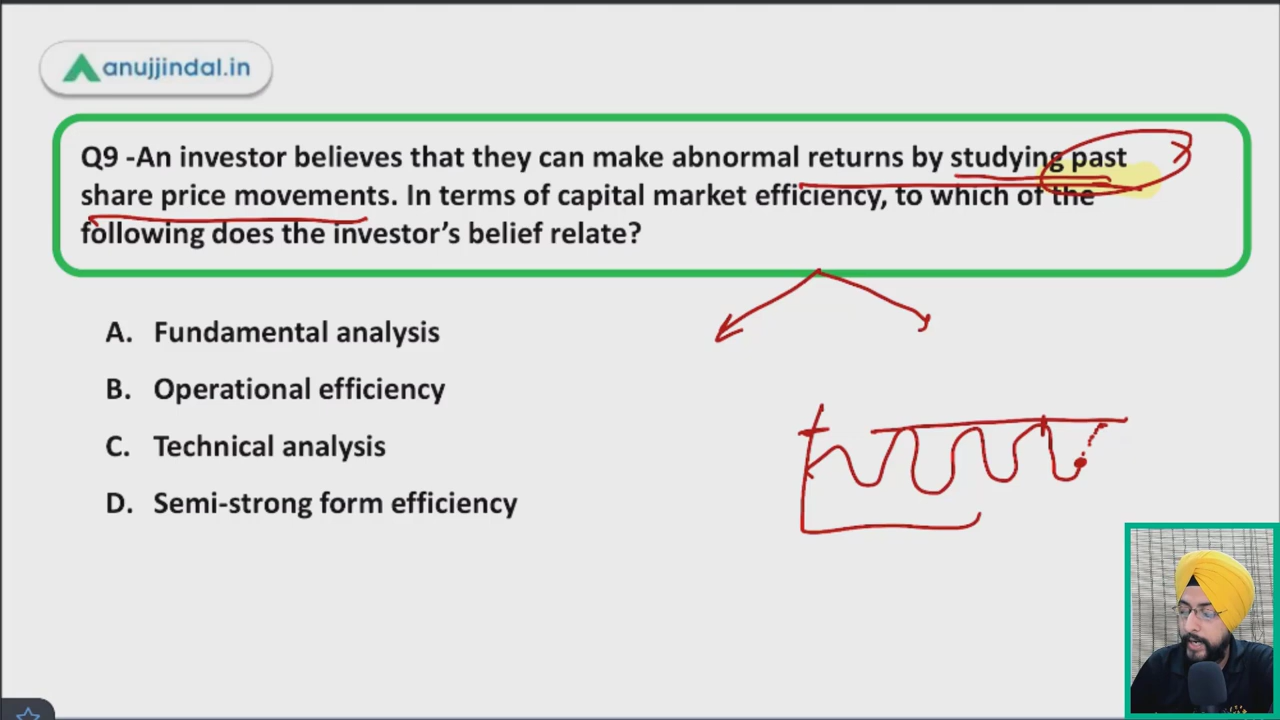 anujjindal.in
Q9 -An investor believes that they can make abnormal returns by studying past
share price movements. In terms of capital market efficiency, to which of the
following does the investor's belief relate?
A. Fundamental analysis
B. Operational efficiency
C. Technical analysis
D. Semi-strong form efficiency